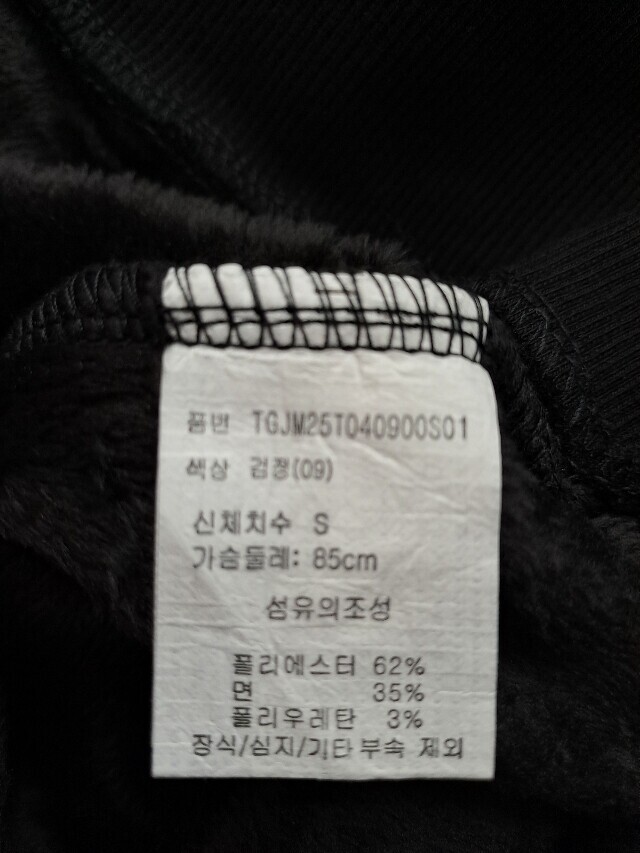 품번 TGJM25T040900S01
색상 검정(09)
신체치수 S
가슴둘레: 85cm
섬유의조성
폴리에스터 62%
면 35%
폴리우레탄 3%
장식/심지/기타 부속 제외